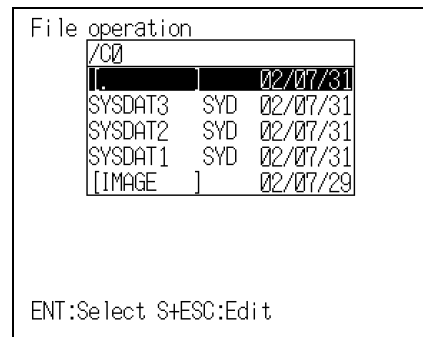 File operation
/C0
[.        ]  02/07/31
SYSDAT3   SYD  02/07/31
SYSDAT2   SYD  02/07/31
SYSDAT1   SYD  02/07/31
[IMAGE    ]  02/07/29
ENT:Select S+ESC:Edit